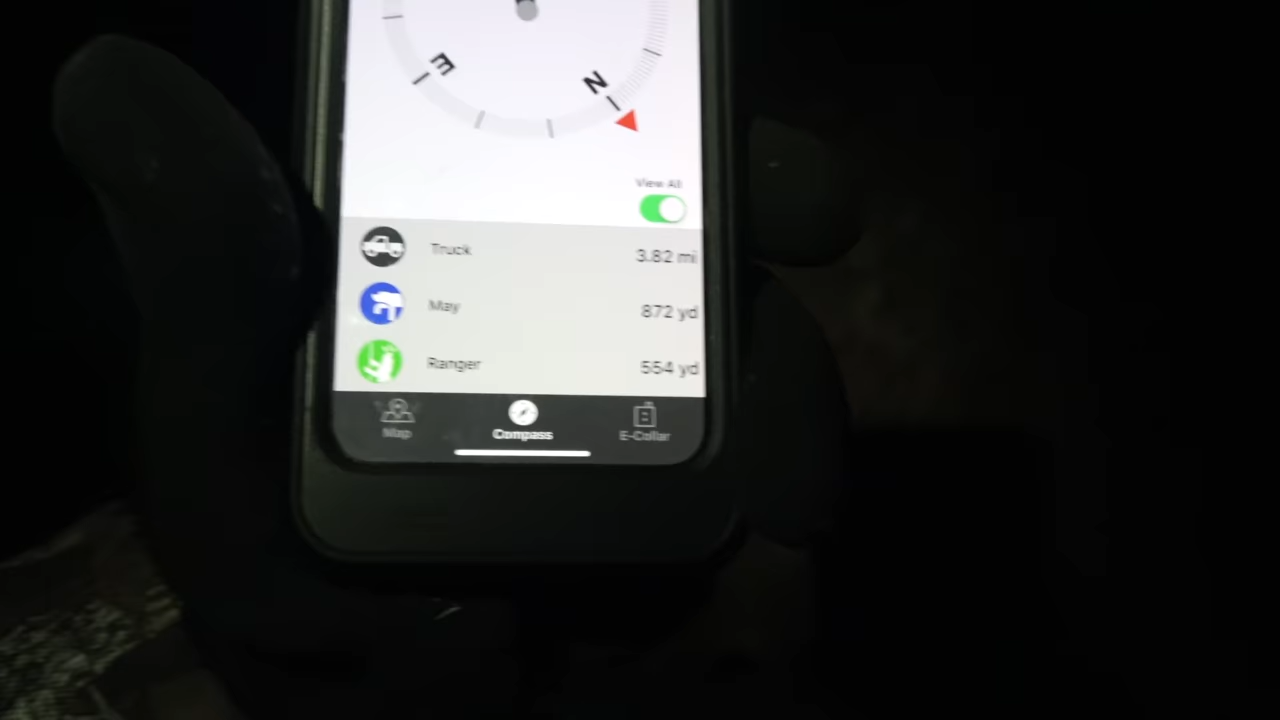 E
N
View All
Truck 3.82 mi
May 872 yd
Ranger 554 yd
Map Compass E-Collar